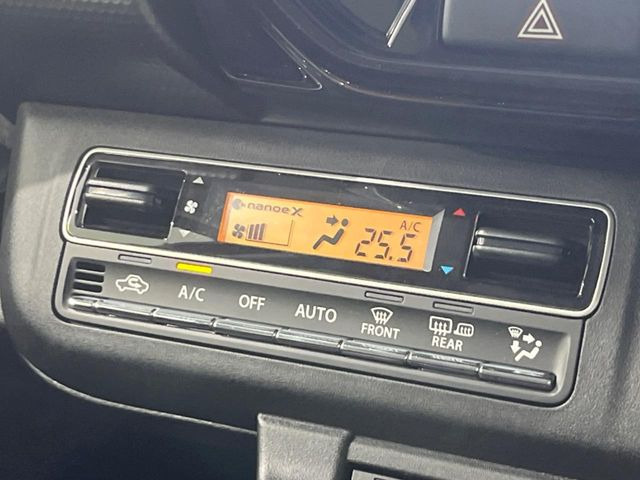 nanoeX
A/C
25.5
A/C
OFF
AUTO
FRONT
REAR